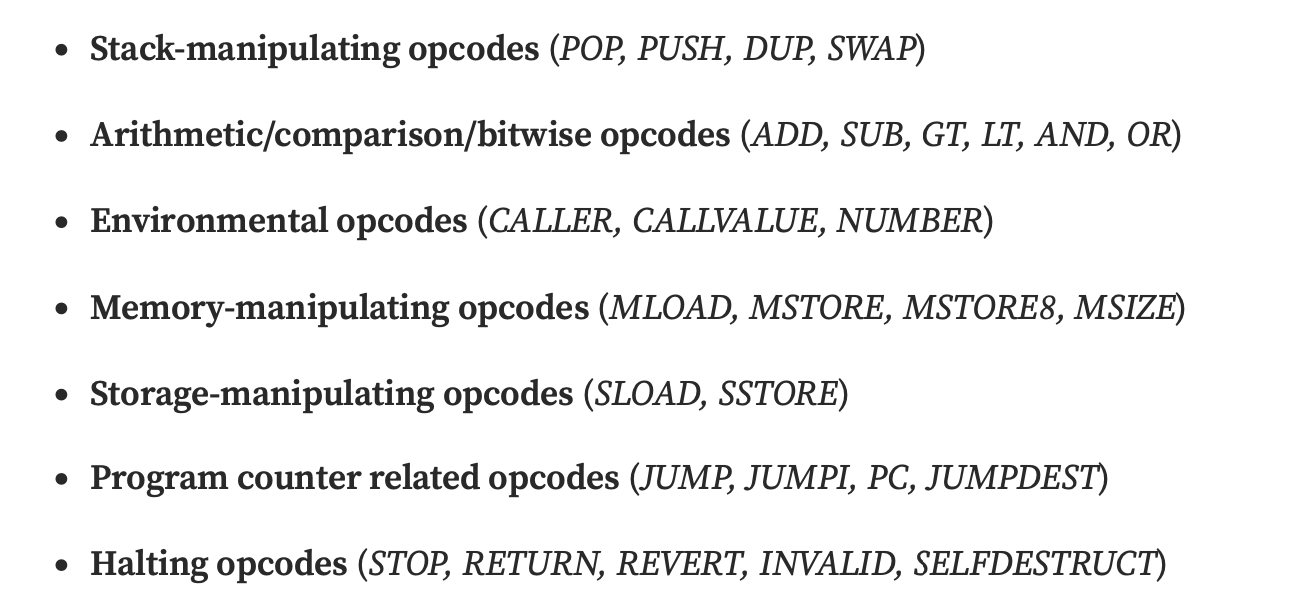 • Stack-manipulating opcodes (POP, PUSH, DUP, SWAP)
• Arithmetic/comparison/bitwise opcodes (ADD, SUB, GT, LT, AND, OR)
• Environmental opcodes (CALLER, CALLVALUE, NUMBER)
• Memory-manipulating opcodes (MLOAD, MSTORE, MSTORE8, MSIZE)
• Storage-manipulating opcodes (SLOAD, SSTORE)
• Program counter related opcodes (JUMP, JUMPI, PC, JUMPDEST)
• Halting opcodes (STOP, RETURN, REVERT, INVALID, SELFDESTRUCT)